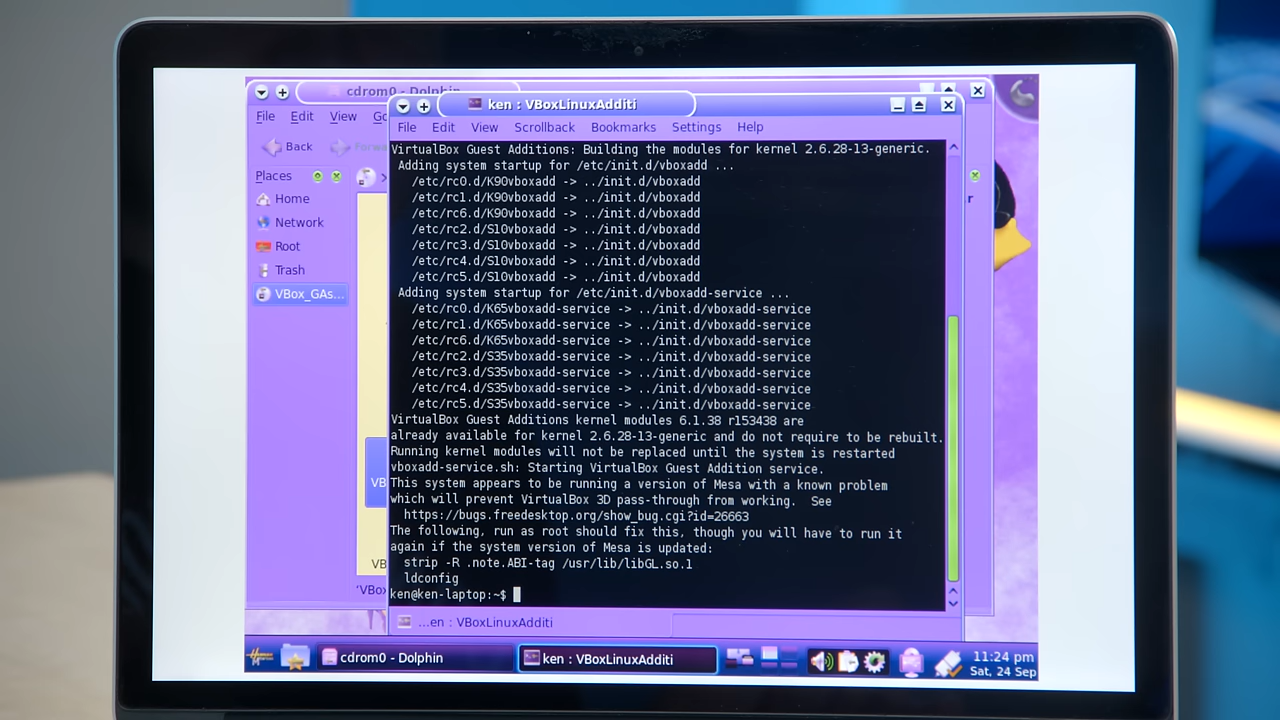 cdrom0 - Dolphin
File Edit View
Back Forwa
Places
Home
Network
Root
Trash
VBox_GAs...
ken : VBoxLinuxAdditi
File Edit View Scrollback Bookmarks Settings Help
VirtualBox Guest Additions: Building the modules for kernel 2.6.28-13-generic.
Adding system startup for /etc/init.d/vboxadd ...
/etc/rc0.d/K90vboxadd -> ../init.d/vboxadd
/etc/rc1.d/K90vboxadd -> ../init.d/vboxadd
/etc/rc6.d/K90vboxadd -> ../init.d/vboxadd
/etc/rc2.d/S10vboxadd -> ../init.d/vboxadd
/etc/rc3.d/S10vboxadd -> ../init.d/vboxadd
/etc/rc4.d/S10vboxadd -> ../init.d/vboxadd
/etc/rc5.d/S10vboxadd -> ../init.d/vboxadd
Adding system startup for /etc/init.d/vboxadd-service ...
/etc/rc0.d/K65vboxadd-service -> ../init.d/vboxadd-service
/etc/rc1.d/K65vboxadd-service -> ../init.d/vboxadd-service
/etc/rc6.d/K65vboxadd-service -> ../init.d/vboxadd-service
/etc/rc2.d/S35vboxadd-service -> ../init.d/vboxadd-service
/etc/rc3.d/S35vboxadd-service -> ../init.d/vboxadd-service
/etc/rc4.d/S35vboxadd-service -> ../init.d/vboxadd-service
/etc/rc5.d/S35vboxadd-service -> ../init.d/vboxadd-service
VirtualBox Guest Additions kernel modules 6.1.38 r153438 are
already available for kernel 2.6.28-13-generic and do not require to be rebuilt.
Running kernel modules will not be replaced until the system is restarted
vboxadd-service.sh: Starting VirtualBox Guest Addition service.
This system appears to be running a version of Mesa with a known problem
which will prevent VirtualBox 3D pass-through from working. See
https://bugs.freedesktop.org/show_bug.cgi?id=26663
The following, run as root should fix this, though you will have to run it
again if the system version of Mesa is updated:
strip -R .note.ABI-tag /usr/lib/libGL.so.1
ldconfig
ken@ken-laptop:~$
VB
VB
'VBo
...en : VBoxLinuxAdditi
cdrom0 - Dolphin
ken : VBoxLinuxAdditi
11:24 pm
Sat, 24 Sep